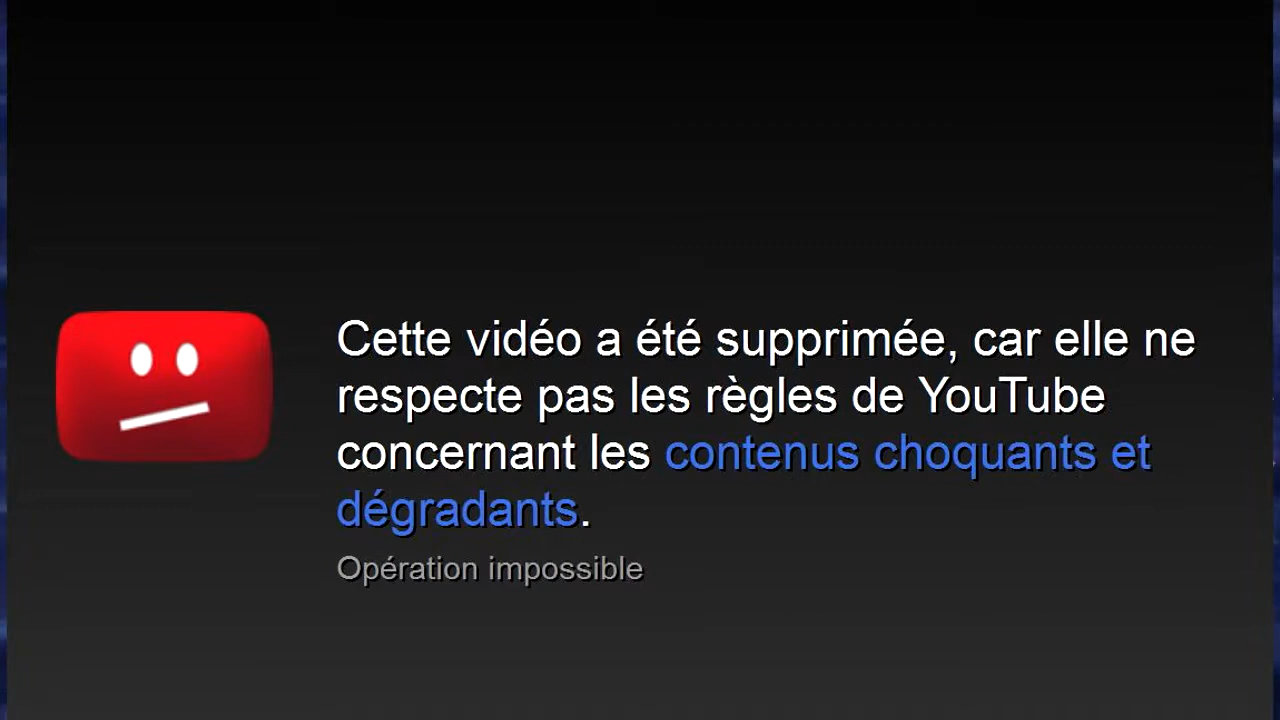 Cette vidéo a été supprimée, car elle ne
respecte pas les règles de YouTube
concernant les contenus choquants et
dégradants.
Opération impossible